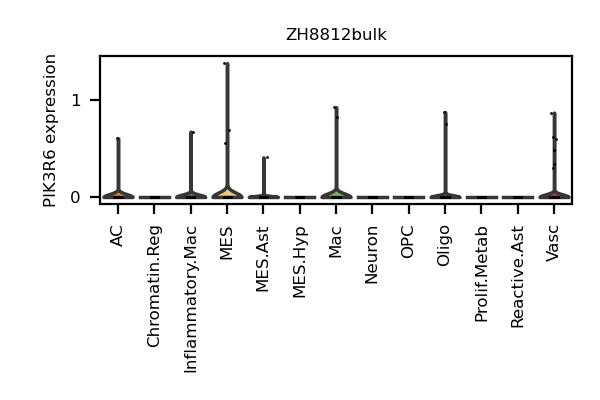 ZH8812bulk
PIK3R6 expression
1
0
AC
Chromatin.Reg
Inflammatory.Mac
MES
MES.Ast
MES.Hyp
Mac
Neuron
OPC
Oligo
Prolif.Metab
Reactive.Ast
Vasc